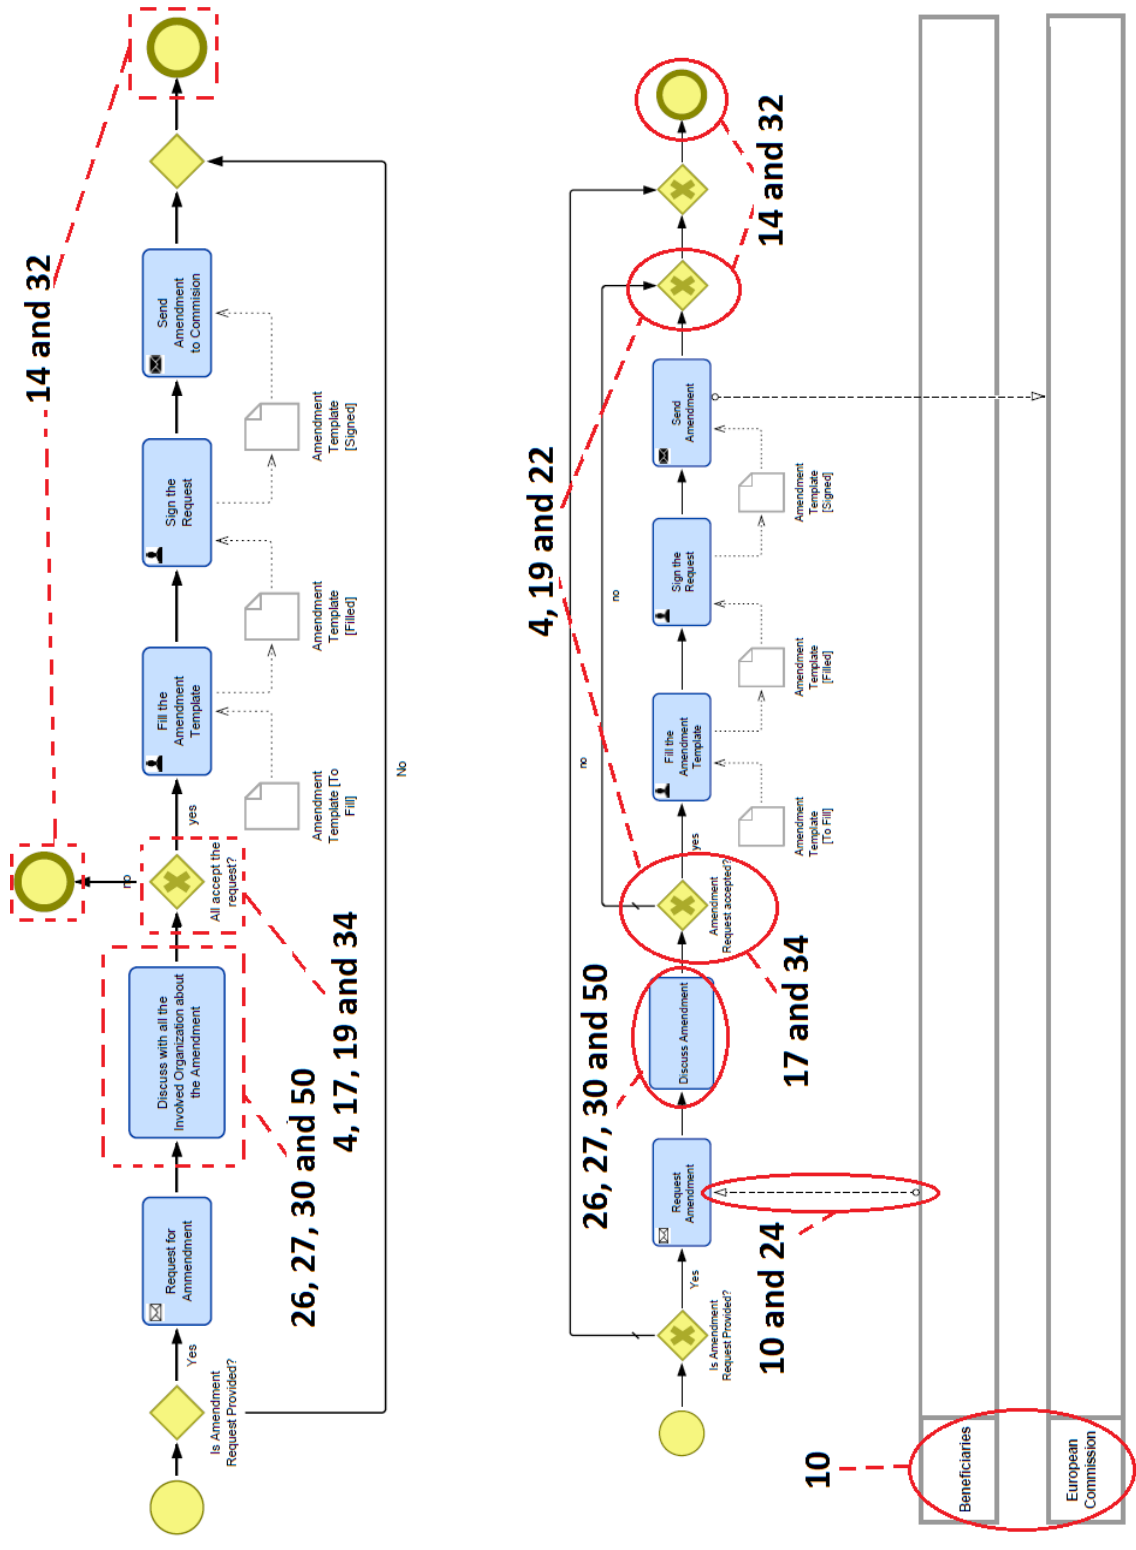 Is Amendment
Request Provided?
Yes
No
Request for
Ammendment
Discuss with all the
Involved Organization about
the Amendment
26, 27, 30 and 50
All accept the
request?
no
yes
4, 17, 19 and 34
14 and 32
Fill the
Amendment
Template
Amendment
Template [To
Fill]
Sign the
Request
Amendment
Template
[Filled]
Send
Amendment
to Commision
Amendment
Template
[Signed]
Is Amendment
Request Provided?
Yes
no
Request
Amendment
10 and 24
Discuss Amendment
26, 27, 30 and 50
Amendment
Request accepted?
yes
no
17 and 34
4, 19 and 22
Fill the
Amendment
Template
Amendment
Template
[To Fill]
Sign the
Request
Amendment
Template
[Filled]
Send
Amendment
Amendment
Template
[Signed]
14 and 32
10
Beneficiaries
European
Commission